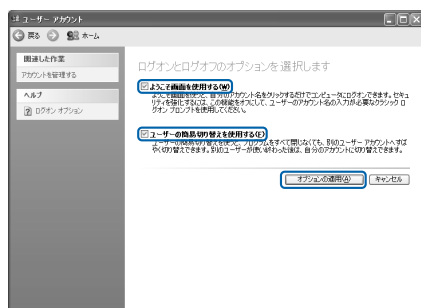 ユーザー アカウント
戻る ホーム
関連した作業
アカウントを管理する
ヘルプ
ログオン オプション
ログオンとログオフのオプションを選択します
ようこそ画面を使用する(W)
ようこそ画面を使うと、自分のアカウント名をクリックするだけでコンピュータにログオンできます。セキュ
リティを強化するには、この機能をオフにして、ユーザーのアカウント名の入力が必要なクラシック ロ
グオン プロンプトを使用してください。
ユーザーの簡易切り替えを使用する(E)
ユーザーの簡易切り替えを使うと、プログラムをすべて閉じなくても、別のユーザー アカウントへすば
やく切り替えできます。別のユーザーが使い終わった後は、自分のアカウントに切り替えできます。
オプションの適用(A) キャンセル